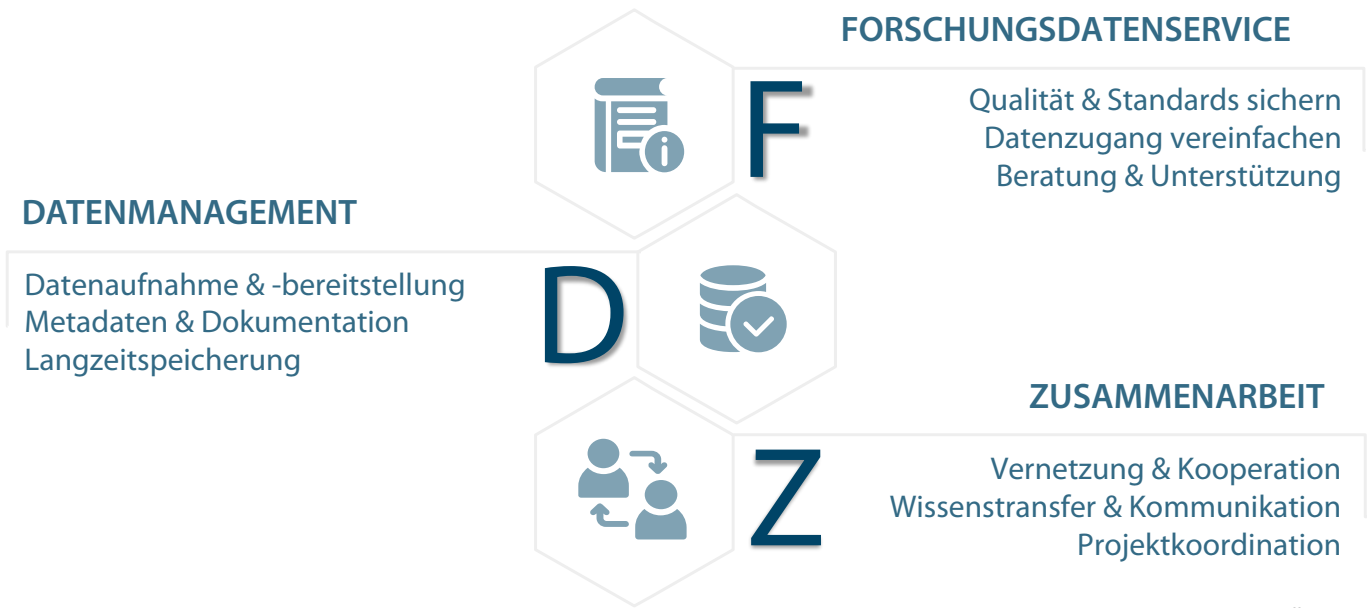 FORSCHUNGSDATENSERVICE
F
Qualität & Standards sichern
Datenzugang vereinfachen
Beratung & Unterstützung
DATENMANAGEMENT
D
Datenaufnahme & -bereitstellung
Metadaten & Dokumentation
Langzeitspeicherung
ZUSAMMENARBEIT
Z
Vernetzung & Kooperation
Wissenstransfer & Kommunikation
Projektkoordination